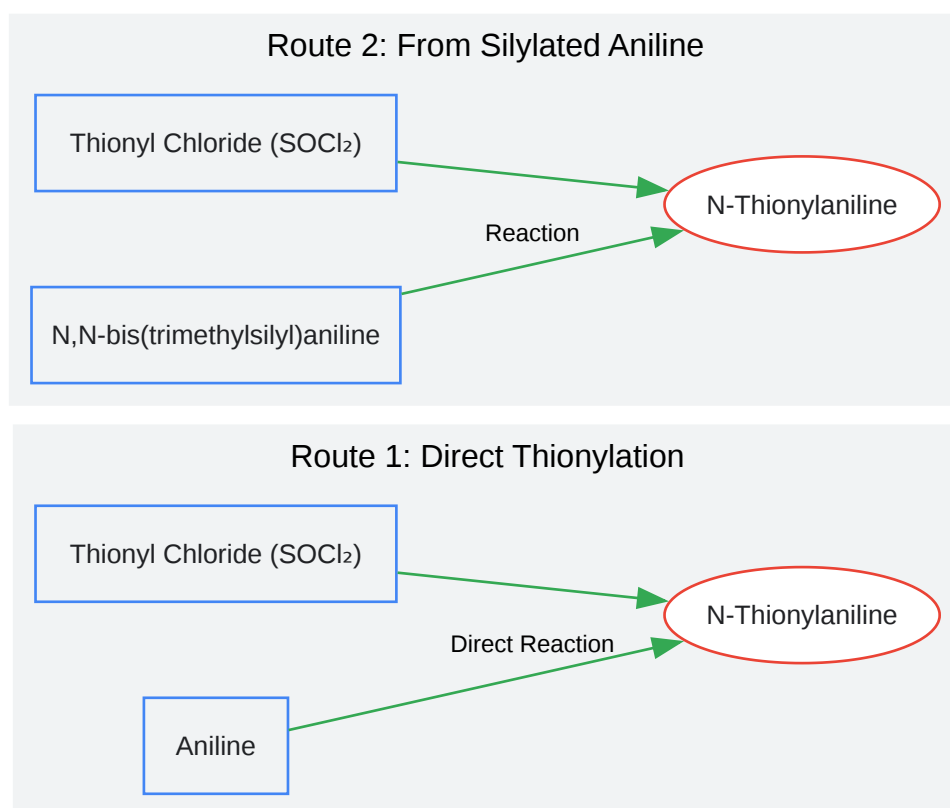 Route 2: From Silylated Aniline
Thionyl Chloride (SOCl₂)
N-Thionylaniline
Reaction
N,N-bis(trimethylsilyl)aniline
Route 1: Direct Thionylation
Thionyl Chloride (SOCl₂)
N-Thionylaniline
Direct Reaction
Aniline